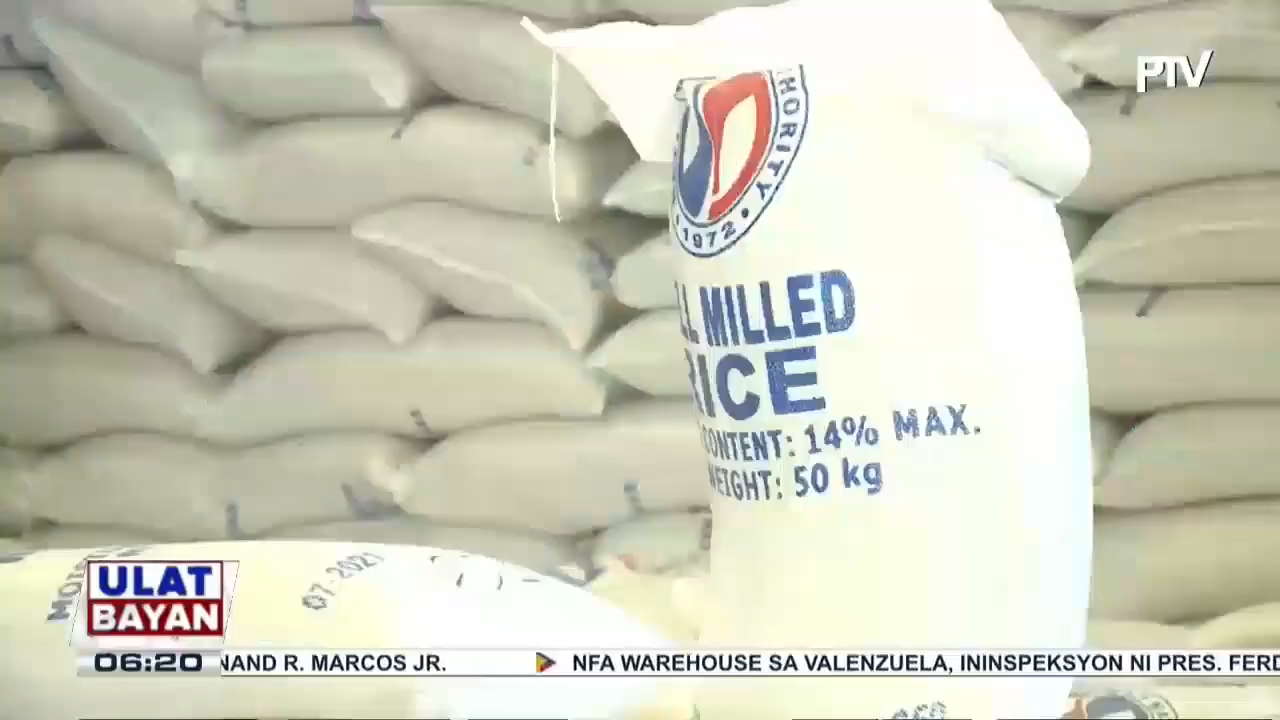 PTV
HORITY
1972
LL MILLED
RICE
CONTENT: 14% MAX.
WEIGHT: 50 kg
07-2021
ULAT
BAYAN
06:20
NAND R. MARCOS JR.
NFA WAREHOUSE SA VALENZUELA, ININSPEKSYON NI PRES. FERD